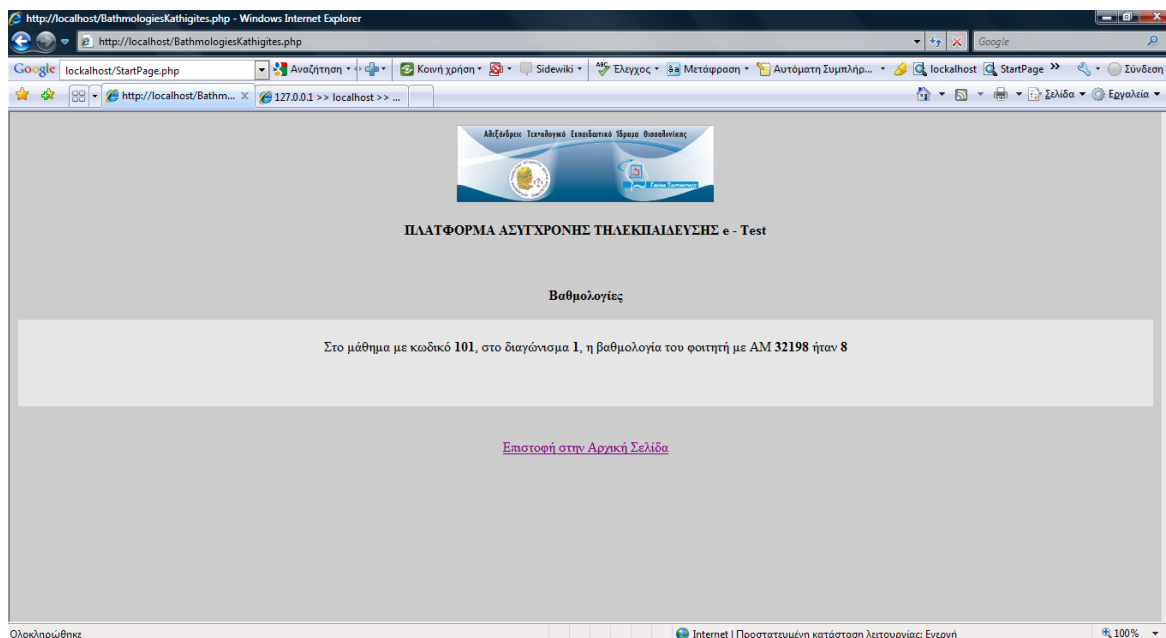 http://localhost/BathmologiesKathigites.php - Windows Internet Explorer
http://localhost/BathmologiesKathigites.php
Google
Google lockalhost/StartPage.php Αναζήτηση Κοινή χρήση Sidewiki Έλεγχος Μετάφραση Αυτόματη Συμπλήρ... lockalhost StartPage » Σύνδεση
http://localhost/Bathm... X 127.0.0.1 >> localhost >> ... Σελίδα Εργαλεία
Αλεξάνδρειο Τεχνολογικό Εκπαιδευτικό Ίδρυμα Θεσσαλονίκης
ΠΛΑΤΦΟΡΜΑ ΑΣΥΓΧΡΟΝΗΣ ΤΗΛΕΚΠΑΙΔΕΥΣΗΣ e - Test
Βαθμολογίες
Στο μάθημα με κωδικό 101, στο διαγώνισμα 1, η βαθμολογία του φοιτητή με ΑΜ 32198 ήταν 8
Επιστοφή στην Αρχική Σελίδα
Ολοκληρώθηκε Internet | Προστατευμένη κατάσταση λειτουργίας: Ενεργή 100%